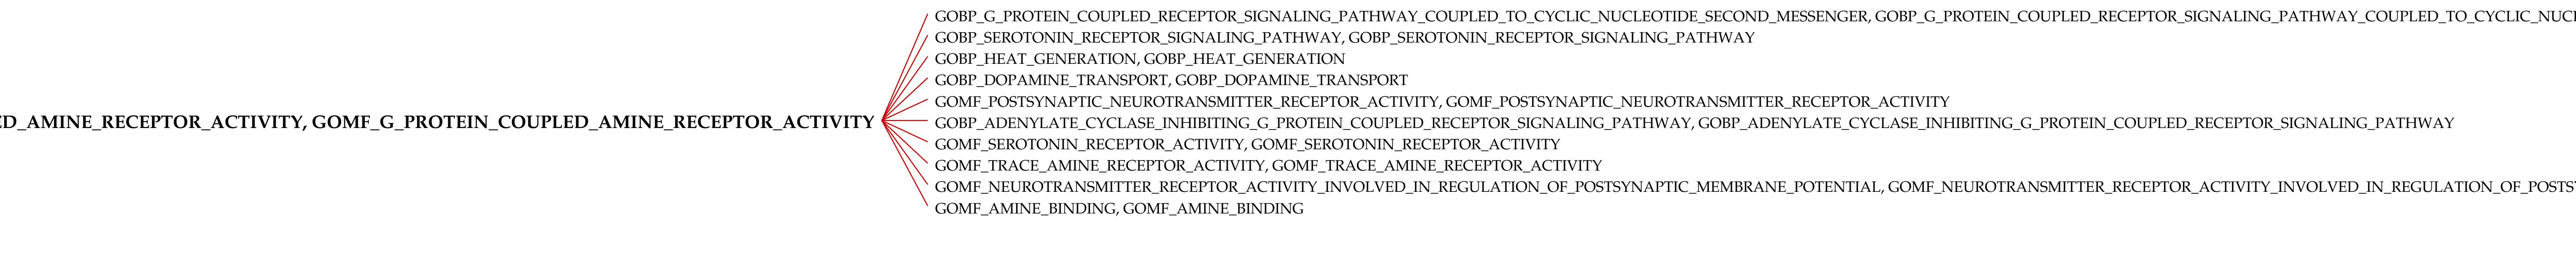 GOBP_G_PROTEIN_COUPLED_RECEPTOR_SIGNALING_PATHWAY_COUPLED_TO_CYCLIC_NUCLEOTIDE_SECOND_MESSENGER, GOBP_G_PROTEIN_COUPLED_RECEPTOR_SIGNALING_PATHWAY_COUPLED_TO_CYCLIC_NUCL
GOBP_SEROTONIN_RECEPTOR_SIGNALING_PATHWAY, GOBP_SEROTONIN_RECEPTOR_SIGNALING_PATHWAY
GOBP_HEAT_GENERATION, GOBP_HEAT_GENERATION
GOBP_DOPAMINE_TRANSPORT, GOBP_DOPAMINE_TRANSPORT
GOMF_POSTSYNAPTIC_NEUROTRANSMITTER_RECEPTOR_ACTIVITY, GOMF_POSTSYNAPTIC_NEUROTRANSMITTER_RECEPTOR_ACTIVITY
ED_AMINE_RECEPTOR_ACTIVITY, GOMF_G_PROTEIN_COUPLED_AMINE_RECEPTOR_ACTIVITY
GOBP_ADENYLATE_CYCLASE_INHIBITING_G_PROTEIN_COUPLED_RECEPTOR_SIGNALING_PATHWAY, GOBP_ADENYLATE_CYCLASE_INHIBITING_G_PROTEIN_COUPLED_RECEPTOR_SIGNALING_PATHWAY
GOMF_SEROTONIN_RECEPTOR_ACTIVITY, GOMF_SEROTONIN_RECEPTOR_ACTIVITY
GOMF_TRACE_AMINE_RECEPTOR_ACTIVITY, GOMF_TRACE_AMINE_RECEPTOR_ACTIVITY
GOMF_NEUROTRANSMITTER_RECEPTOR_ACTIVITY_INVOLVED_IN_REGULATION_OF_POSTSYNAPTIC_MEMBRANE_POTENTIAL, GOMF_NEUROTRANSMITTER_RECEPTOR_ACTIVITY_INVOLVED_IN_REGULATION_OF_POSTS
GOMF_AMINE_BINDING, GOMF_AMINE_BINDING